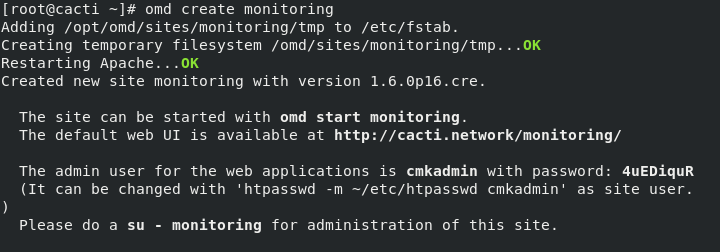 [root@cacti ~]# omd create monitoring
Adding /opt/omd/sites/monitoring/tmp to /etc/fstab.
Creating temporary filesystem /omd/sites/monitoring/tmp...OK
Restarting Apache...OK
Created new site monitoring with version 1.6.0p16.cre.

  The site can be started with omd start monitoring.
  The default web UI is available at http://cacti.network/monitoring/

  The admin user for the web applications is cmkadmin with password: 4uEDiquR
  (It can be changed with 'htpasswd -m ~/etc/htpasswd cmkadmin' as site user.
)
  Please do a su - monitoring for administration of this site.